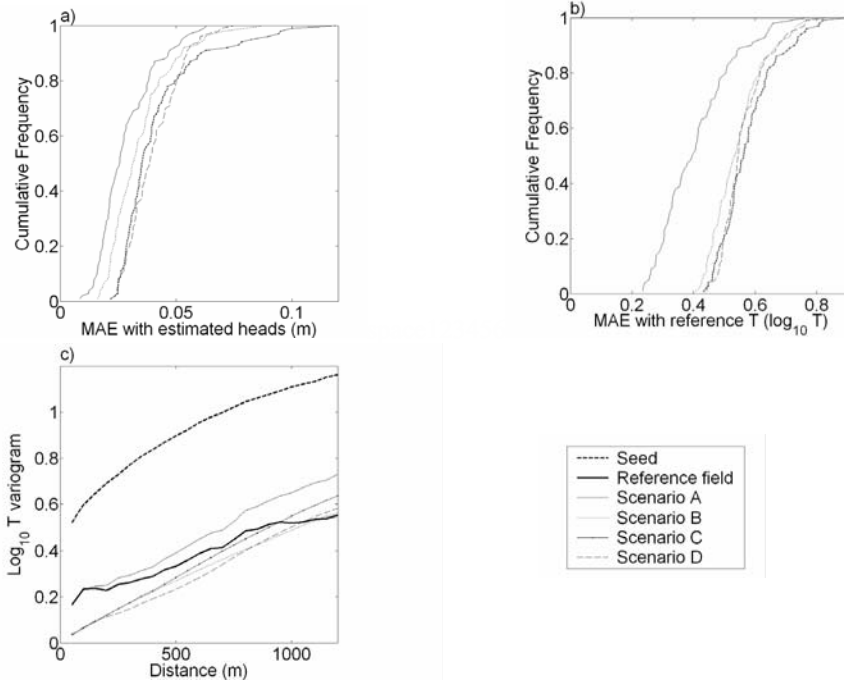 a)
1
0.8
0.6
0.4
0.2
0
Cumulative Frequency
0
0.05
0.1
MAE with estimated heads (m)
b)
1
0.8
0.6
0.4
0.2
0
Cumulative Frequency
0
0.2
0.4
0.6
0.8
MAE with reference T (log10 T)
c)
1
0.8
0.6
0.4
0.2
0
Log10 T variogram
0
500
1000
Distance (m)
Seed
Reference field
Scenario A
Scenario B
Scenario C
Scenario D